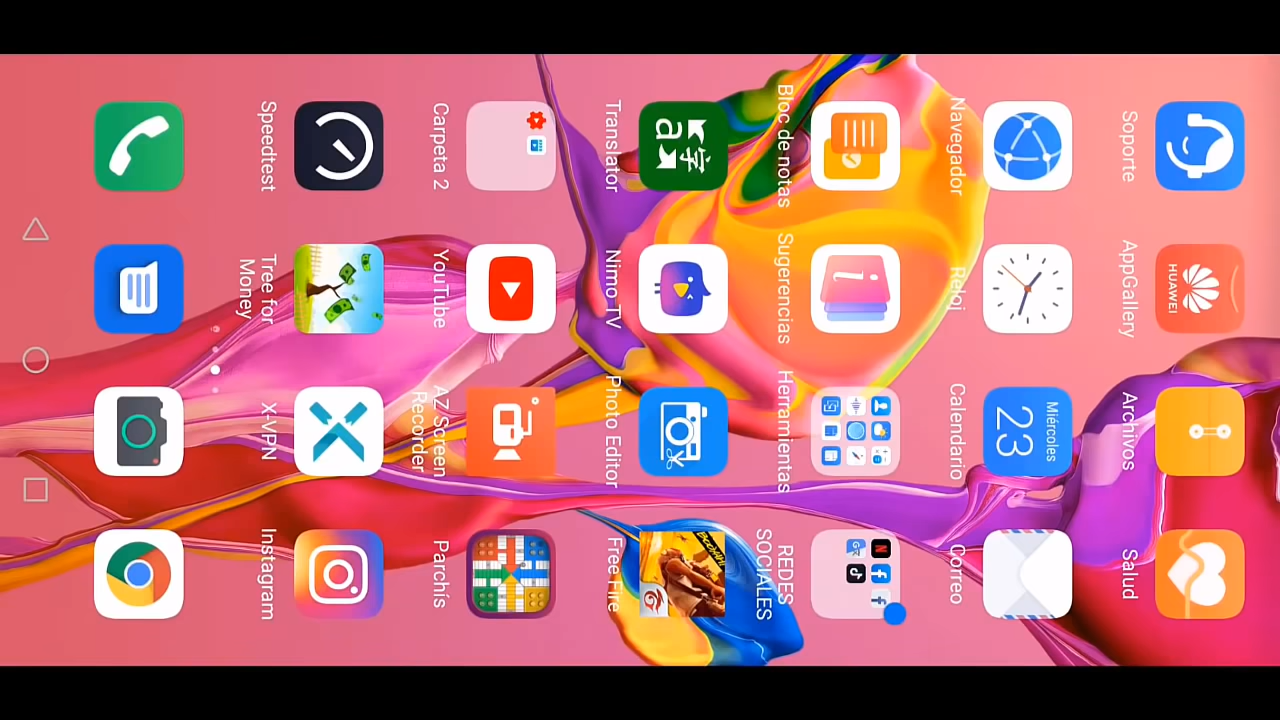 HUAWEI
Soporte
AppGallery
Archivos
Salud
Miércoles
23
Navegador
Reloj
Calendario
Correo
Bloc de notas
Sugerencias
Herramientas
REDES
SOCIALES
字
a
BOOYAH!
Translator
Nimo TV
Photo Editor
Free Fire
Carpeta 2
YouTube
Az Screen
Recorder
Parchís
Speedtest
Tree for
Money
X-VPN
Instagram